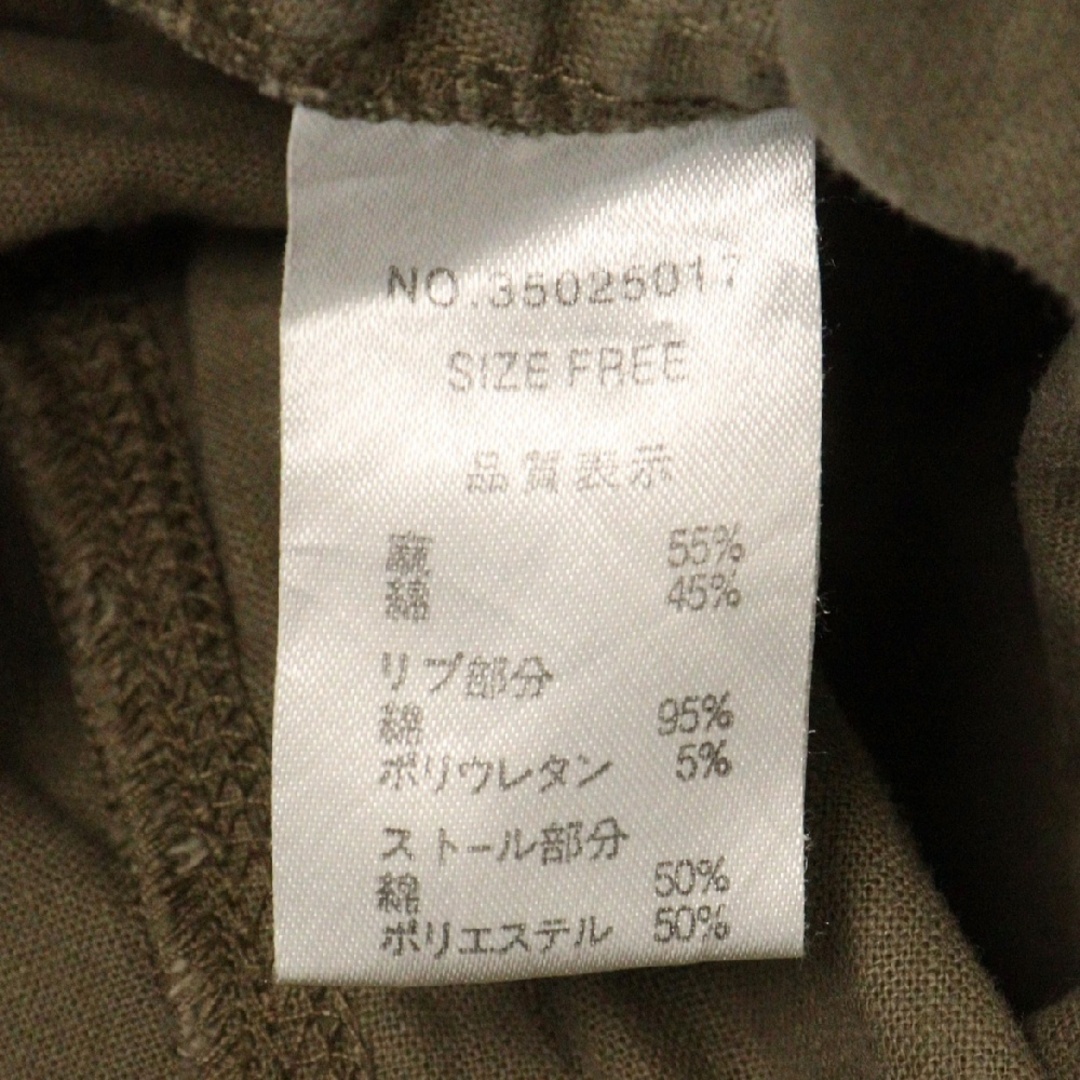 NO.35025017
SIZE FREE
品質表示
麻 55%
綿 45%
リブ部分
綿 95%
ポリウレタン 5%
ストール部分
綿 50%
ポリエステル 50%